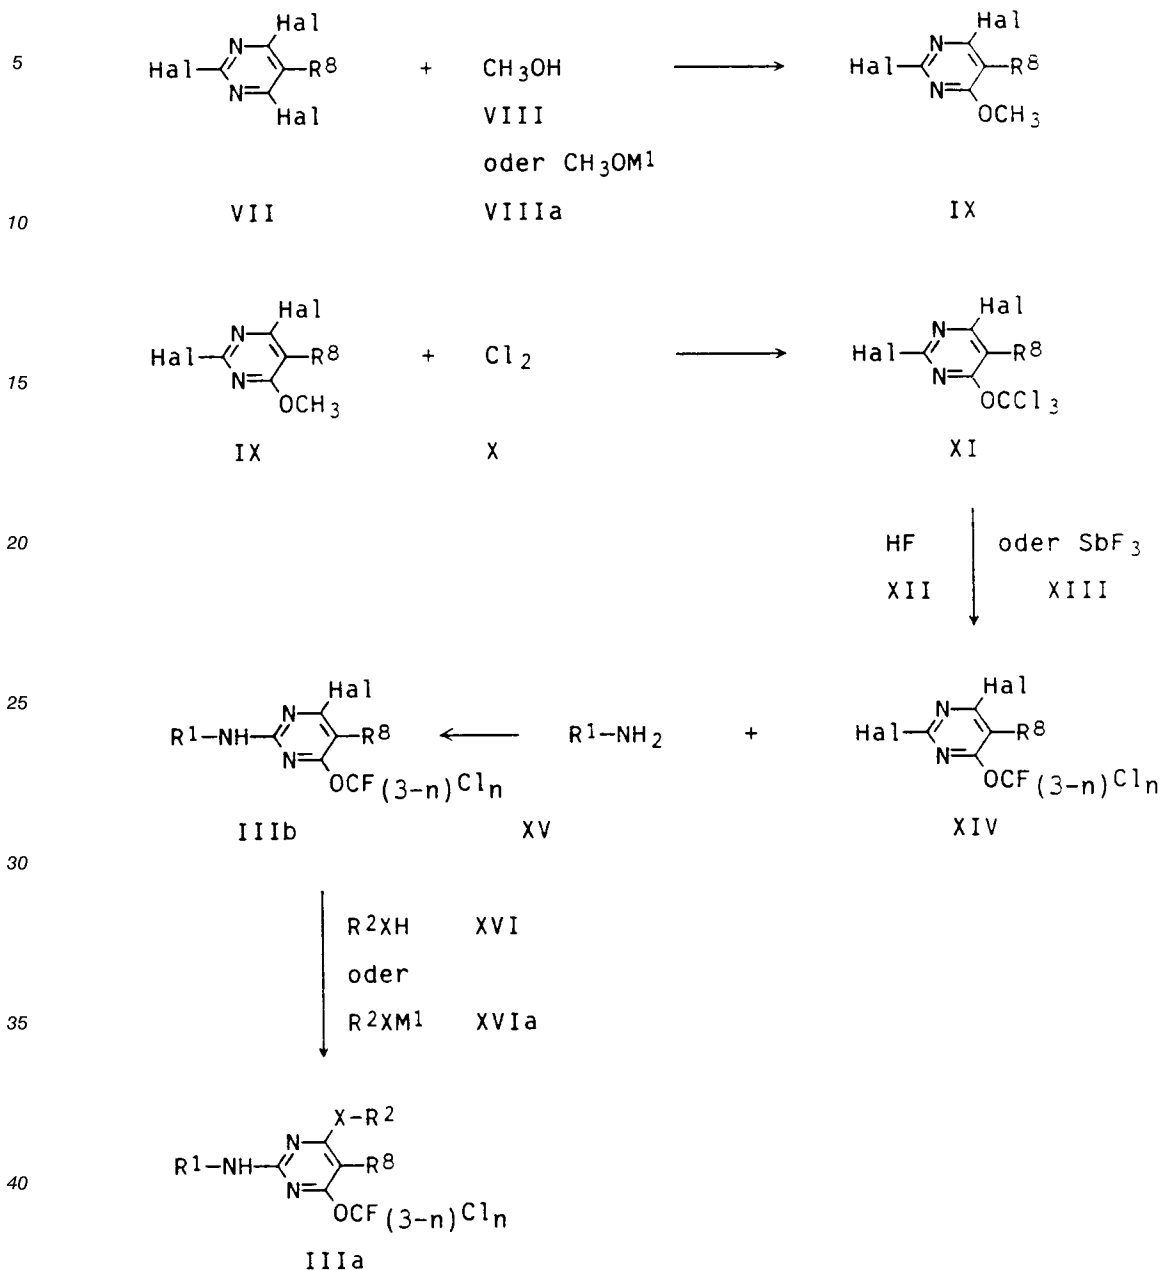 Hal
5 Hal N N R8 + CH3OH Hal N N R8
Hal OCH3
VIII
oder CH3OM1
10 VII VIIIa IX
Hal Hal
Hal N N R8 + Cl2 Hal N N R8
15 OCH3 OCCl3
IX X XI
20 HF oder SbF3
XII XIII
25 Hal Hal
R1-NH N N R8 R1-NH2 + Hal N N R8
OCF(3-n)Cln OCF(3-n)Cln
IIIb XV XIV
30
R2XH XVI
oder
35 R2XM1 XVIa
X-R2
R1-NH N N R8
40 OCF(3-n)Cln
IIIa